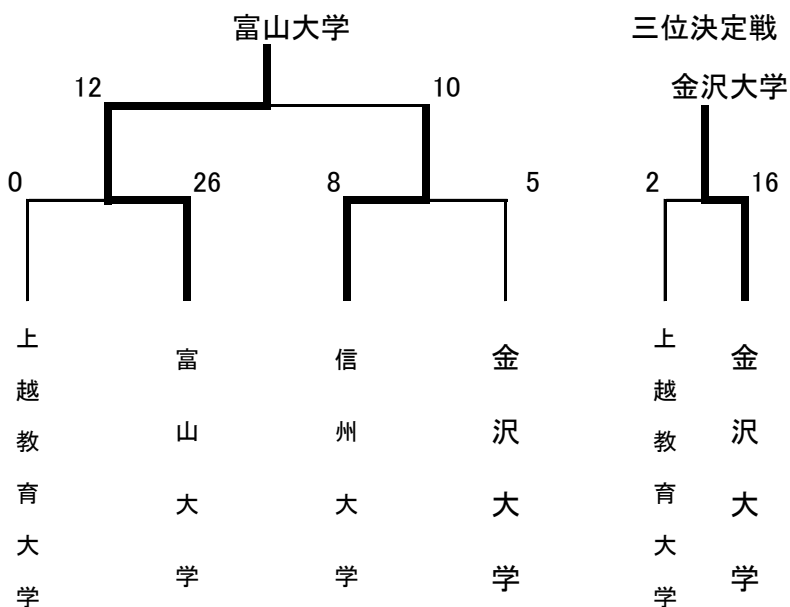 富山大学
三位決定戦
金沢大学
12
10
0
26
8
5
2
16
上越教育大学
富山大学
信州大学
金沢大学
上越教育大学
金沢大学